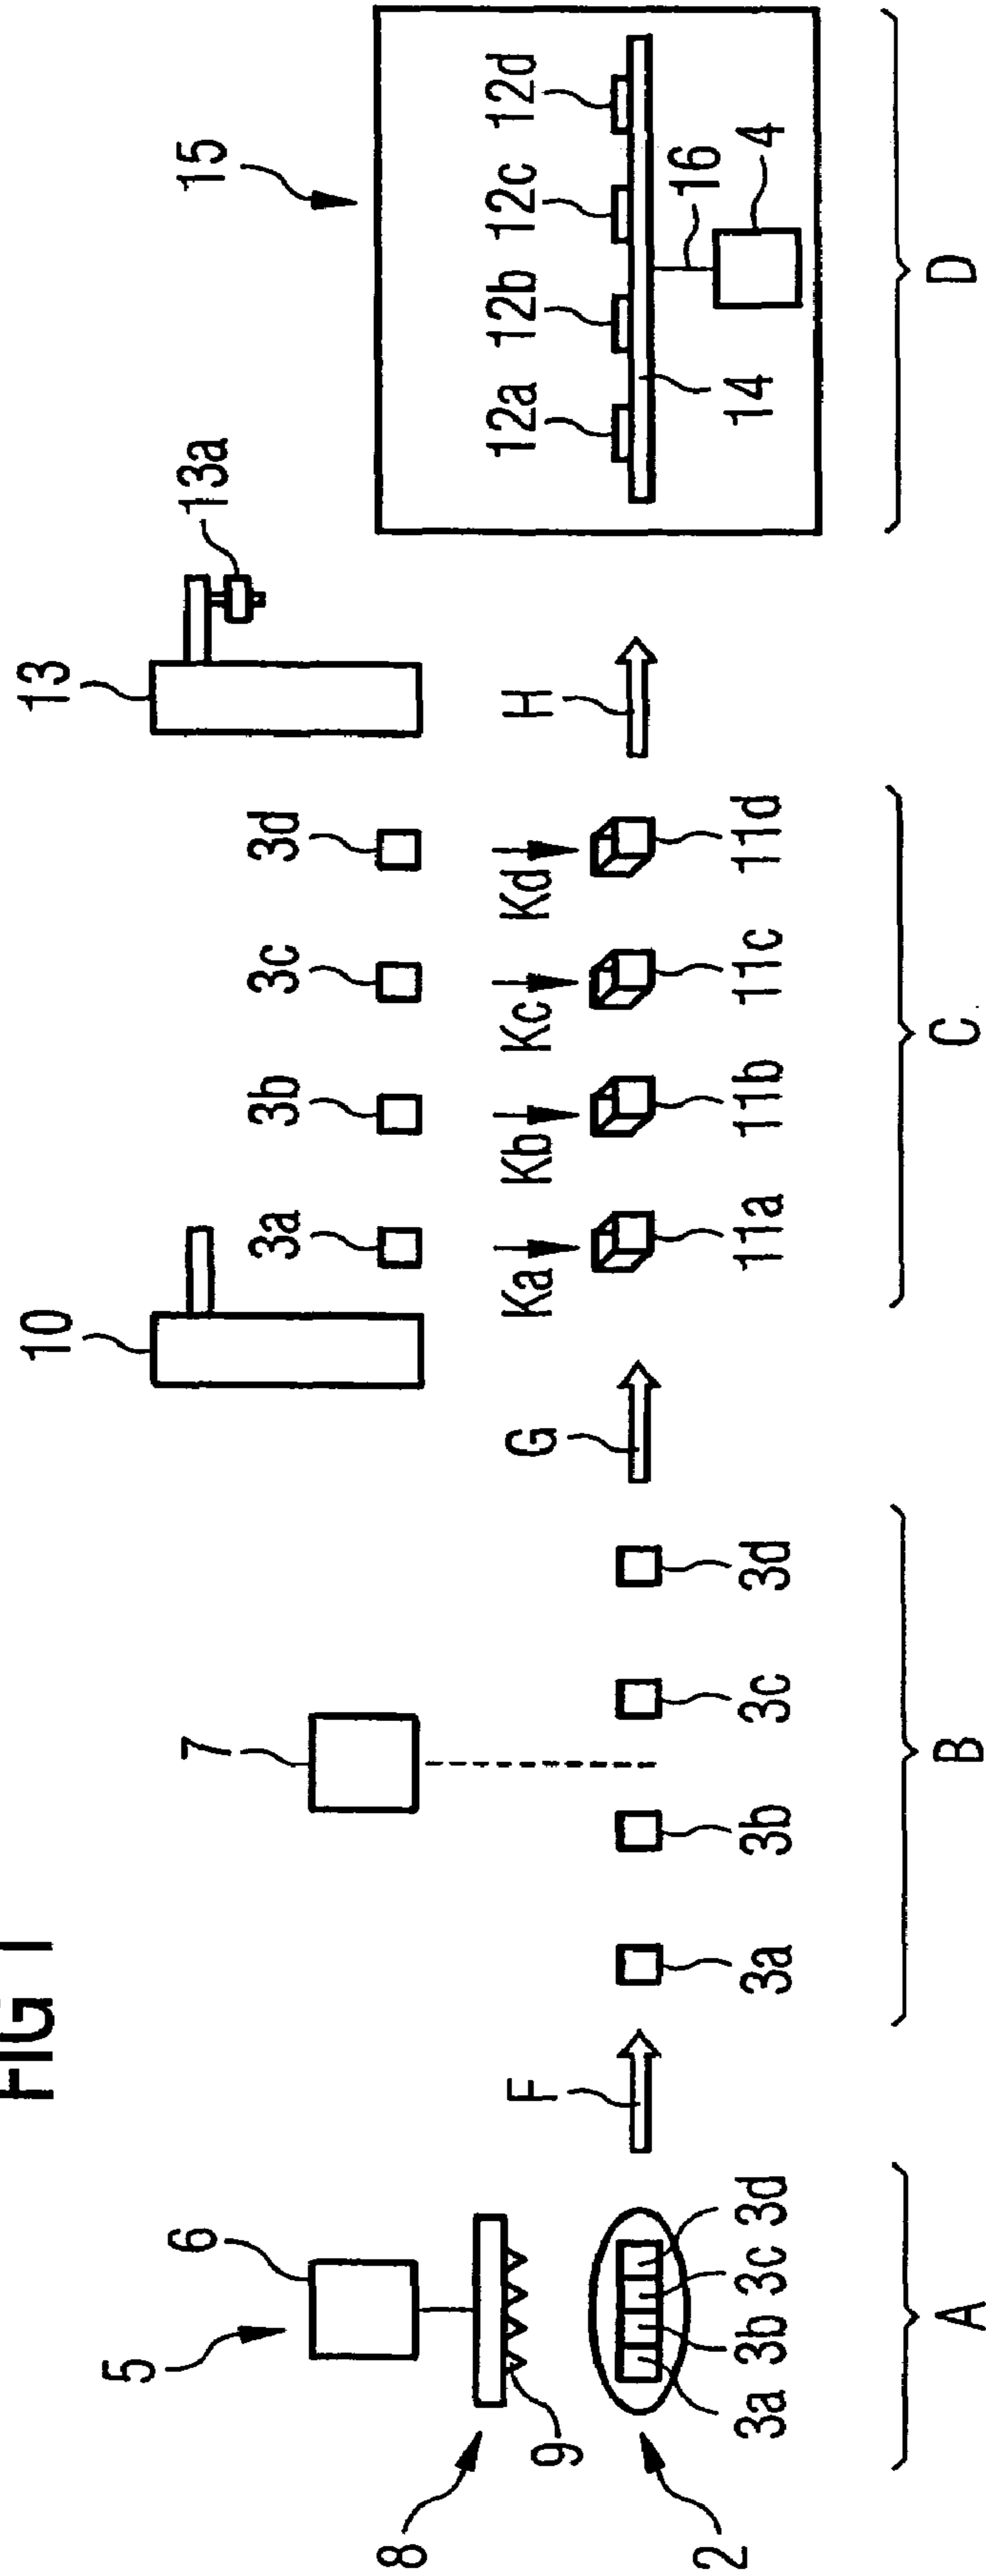 FIG 1
10 13
5 6 7 13a 15
3a 3b 3c 3d
8
F G Ka Kb Kc Kd H 12a 12b 12c 12d
9
16
2 3a 3b 3c 3d 3a 3b 3c 3d 11a 11b 11c 11d 14 4
A B C D